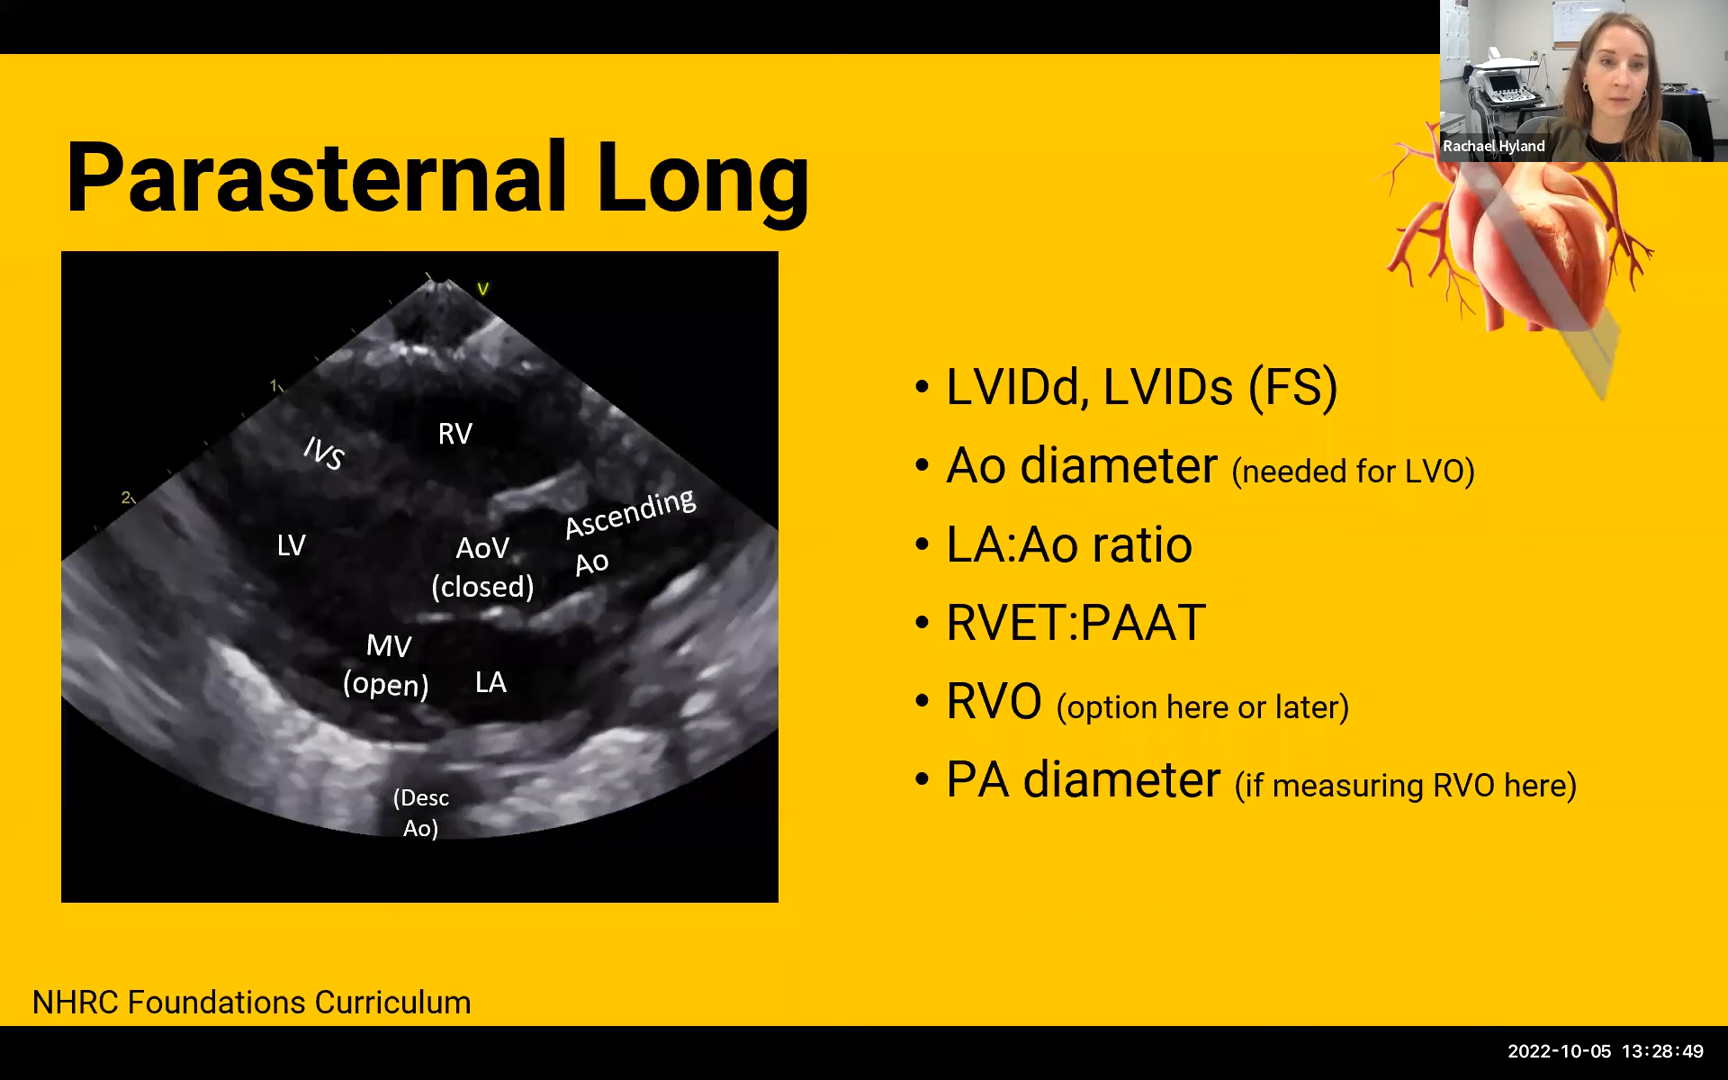 Rachael Hyland
Parasternal Long
V
1
2
RV
IVS
Ascending
Ao
LV
AoV
(closed)
MV
(open)
LA
(Desc
Ao)
• LVIDd, LVIDs (FS)
• Ao diameter (needed for LVO)
• LA:Ao ratio
• RVET:PAAT
• RVO (option here or later)
• PA diameter (if measuring RVO here)
NHRC Foundations Curriculum
2022-10-05 13:28:49